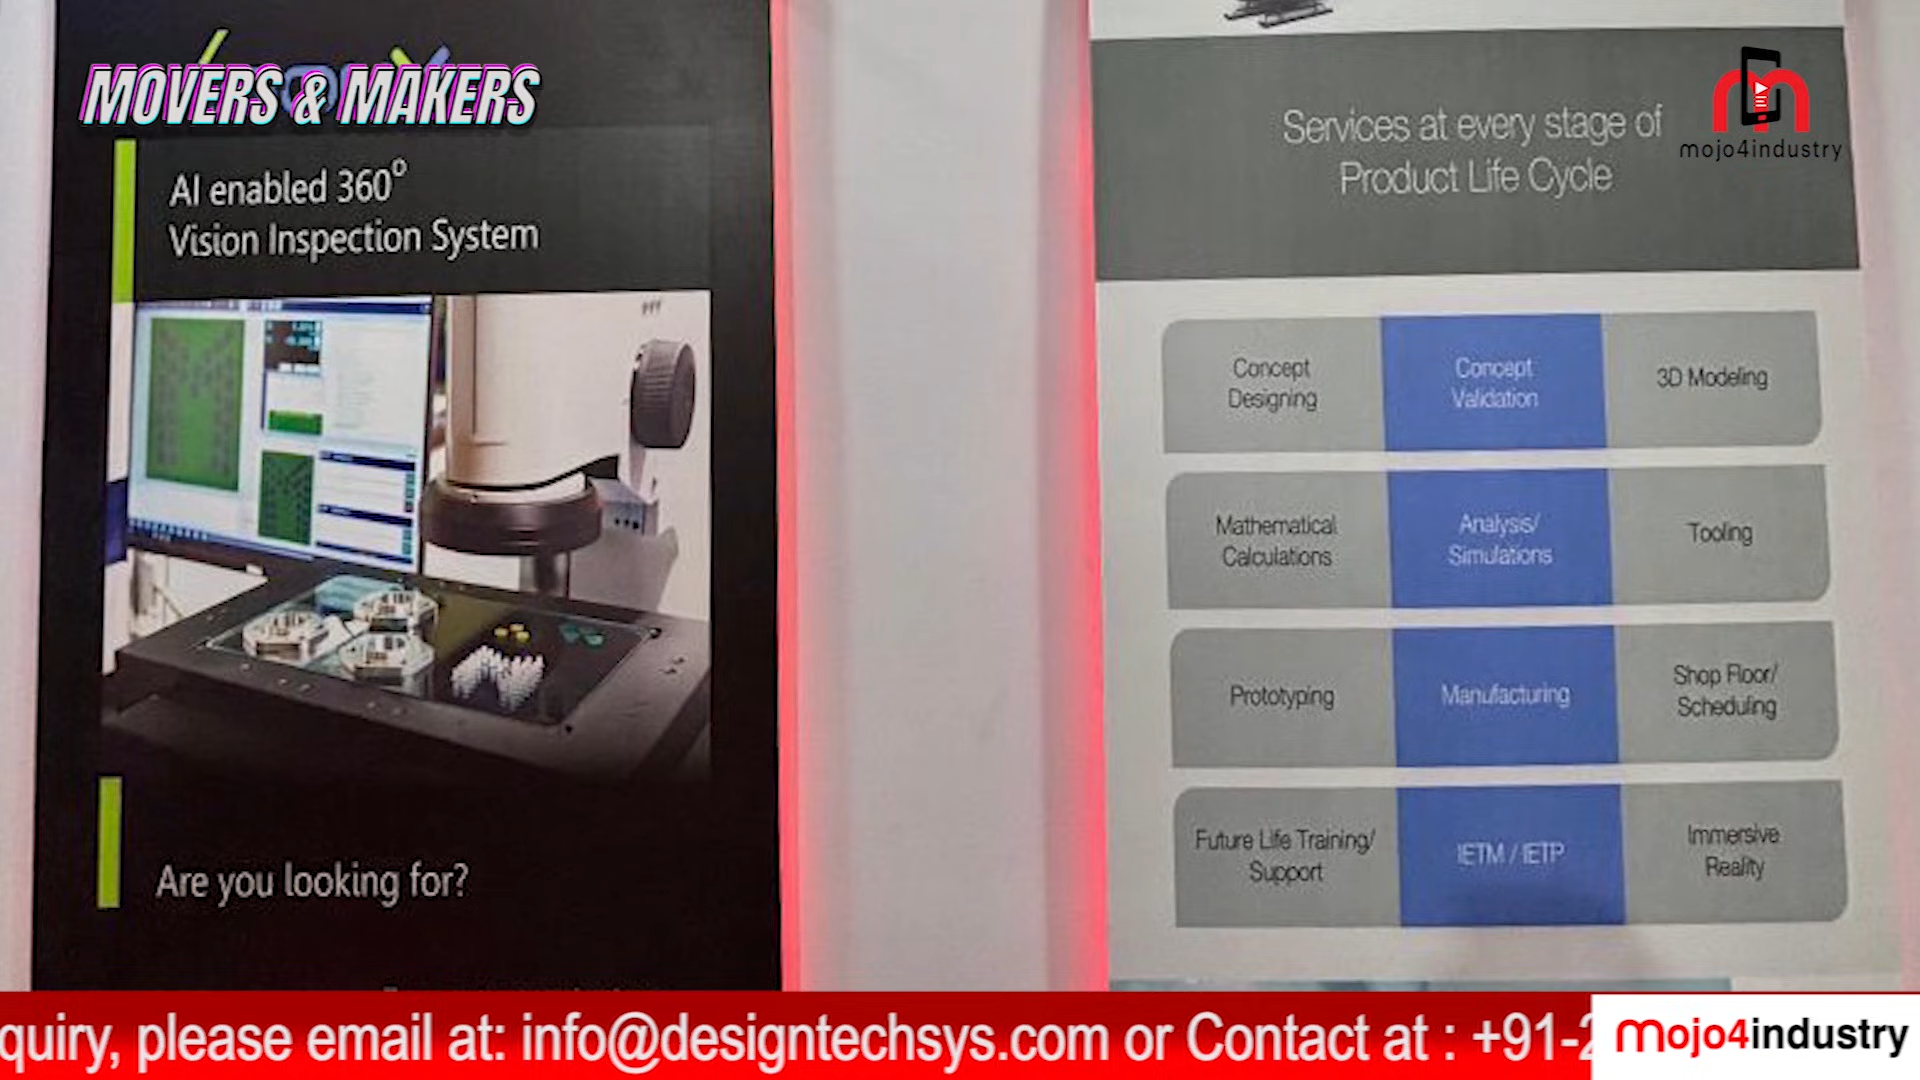 MOVERS & MAKERS
AI enabled 360°
Vision Inspection System
Are you looking for?
Services at every stage of
Product Life Cycle
mojo4industry
Concept
Designing
Concept
Validation
3D Modeling
Mathematical
Calculations
Analysis/
Simulations
Tooling
Prototyping
Manufacturing
Shop Floor/
Scheduling
Future Life Training/
Support
IETM / IETP
Immersive
Reality
quiry, please email at: info@designtechsys.com or Contact at : +91-2
mojo4industry